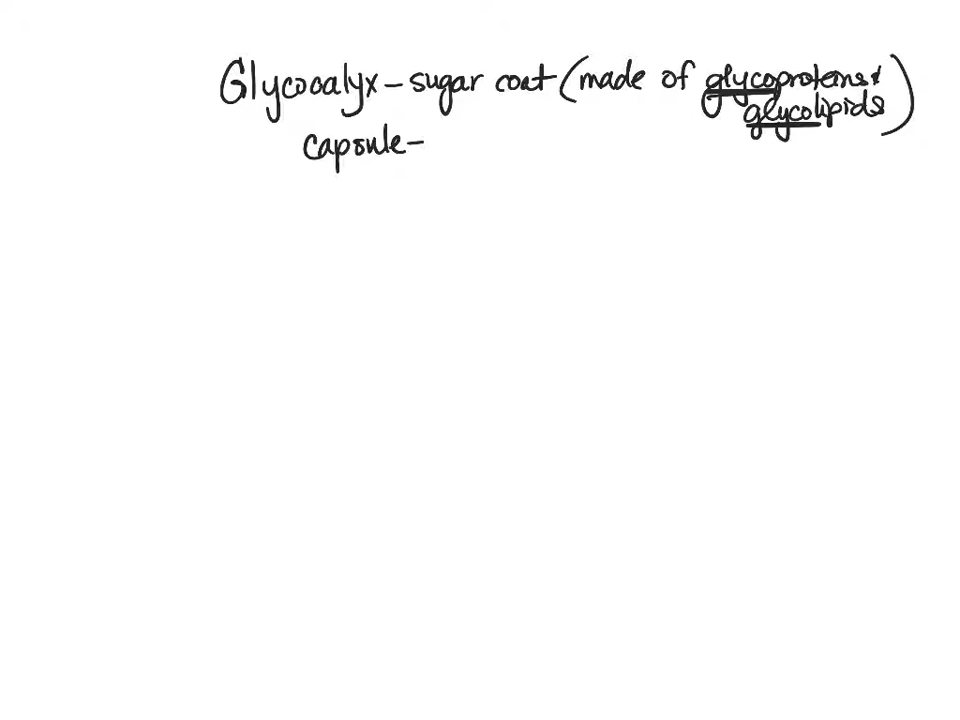 Glycocalyx - sugar coat (made of glycoproteins &
glycolipids)
capsule -